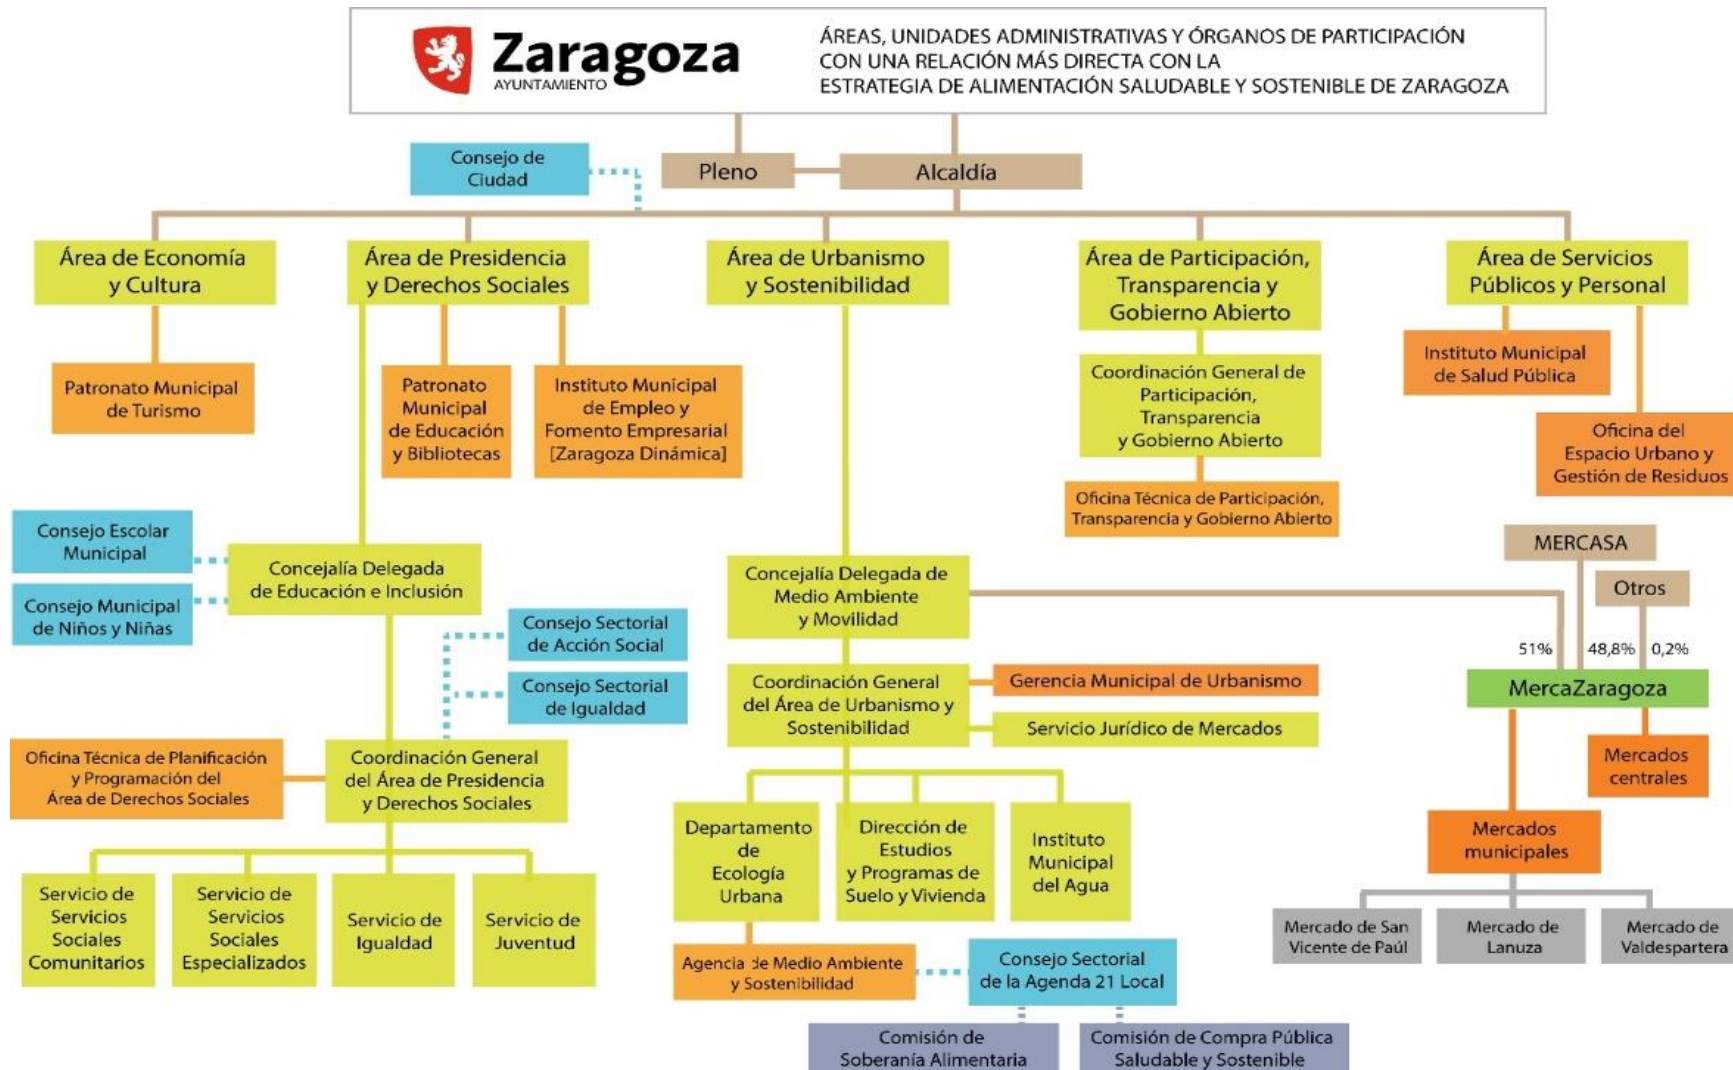 Zaragoza
AYUNTAMIENTO
ÁREAS, UNIDADES ADMINISTRATIVAS Y ÓRGANOS DE PARTICIPACIÓN
CON UNA RELACIÓN MÁS DIRECTA CON LA
ESTRATEGIA DE ALIMENTACIÓN SALUDABLE Y SOSTENIBLE DE ZARAGOZA
Consejo de
Ciudad
Pleno
Alcaldía
Área de Economía
y Cultura
Área de Presidencia
y Derechos Sociales
Área de Urbanismo
y Sostenibilidad
Área de Participación,
Transparencia y
Gobierno Abierto
Área de Servicios
Públicos y Personal
Patronato Municipal
de Turismo
Patronato
Municipal
de Educación
y Bibliotecas
Instituto Municipal
de Empleo y
Fomento Empresarial
[Zaragoza Dinámica]
Coordinación General de
Participación,
Transparencia
y Gobierno Abierto
Instituto Municipal
de Salud Pública
Oficina del
Espacio Urbano y
Gestión de Residuos
Oficina Técnica de Participación,
Transparencia y Gobierno Abierto
Consejo Escolar
Municipal
Consejo Municipal
de Niños y Niñas
Concejalía Delegada
de Educación e Inclusión
Concejalía Delegada de
Medio Ambiente
y Movilidad
MERCASA
Otros
51%
48,8%
0,2%
MercaZaragoza
Consejo Sectorial
de Acción Social
Consejo Sectorial
de Igualdad
Coordinación General
del Área de Urbanismo y
Sostenibilidad
Gerencia Municipal de Urbanismo
Servicio Jurídico de Mercados
Mercados
centrales
Oficina Técnica de Planificación
y Programación del
Área de Derechos Sociales
Coordinación General
del Área de Presidencia
y Derechos Sociales
Departamento
de
Ecología
Urbana
Dirección de
Estudios
y Programas de
Suelo y Vivienda
Instituto
Municipal
del Agua
Mercados
municipales
Servicio de
Servicios
Sociales
Comunitarios
Servicio de
Servicios
Sociales
Especializados
Servicio de
Igualdad
Servicio de
Juventud
Mercado de San
Vicente de Paúl
Mercado de
Lanuza
Mercado de
Valdespartera
Agencia de Medio Ambiente
y Sostenibilidad
Consejo Sectorial
de la Agenda 21 Local
Comisión de
Soberanía Alimentaria
Comisión de Compra Pública
Saludable y Sostenible